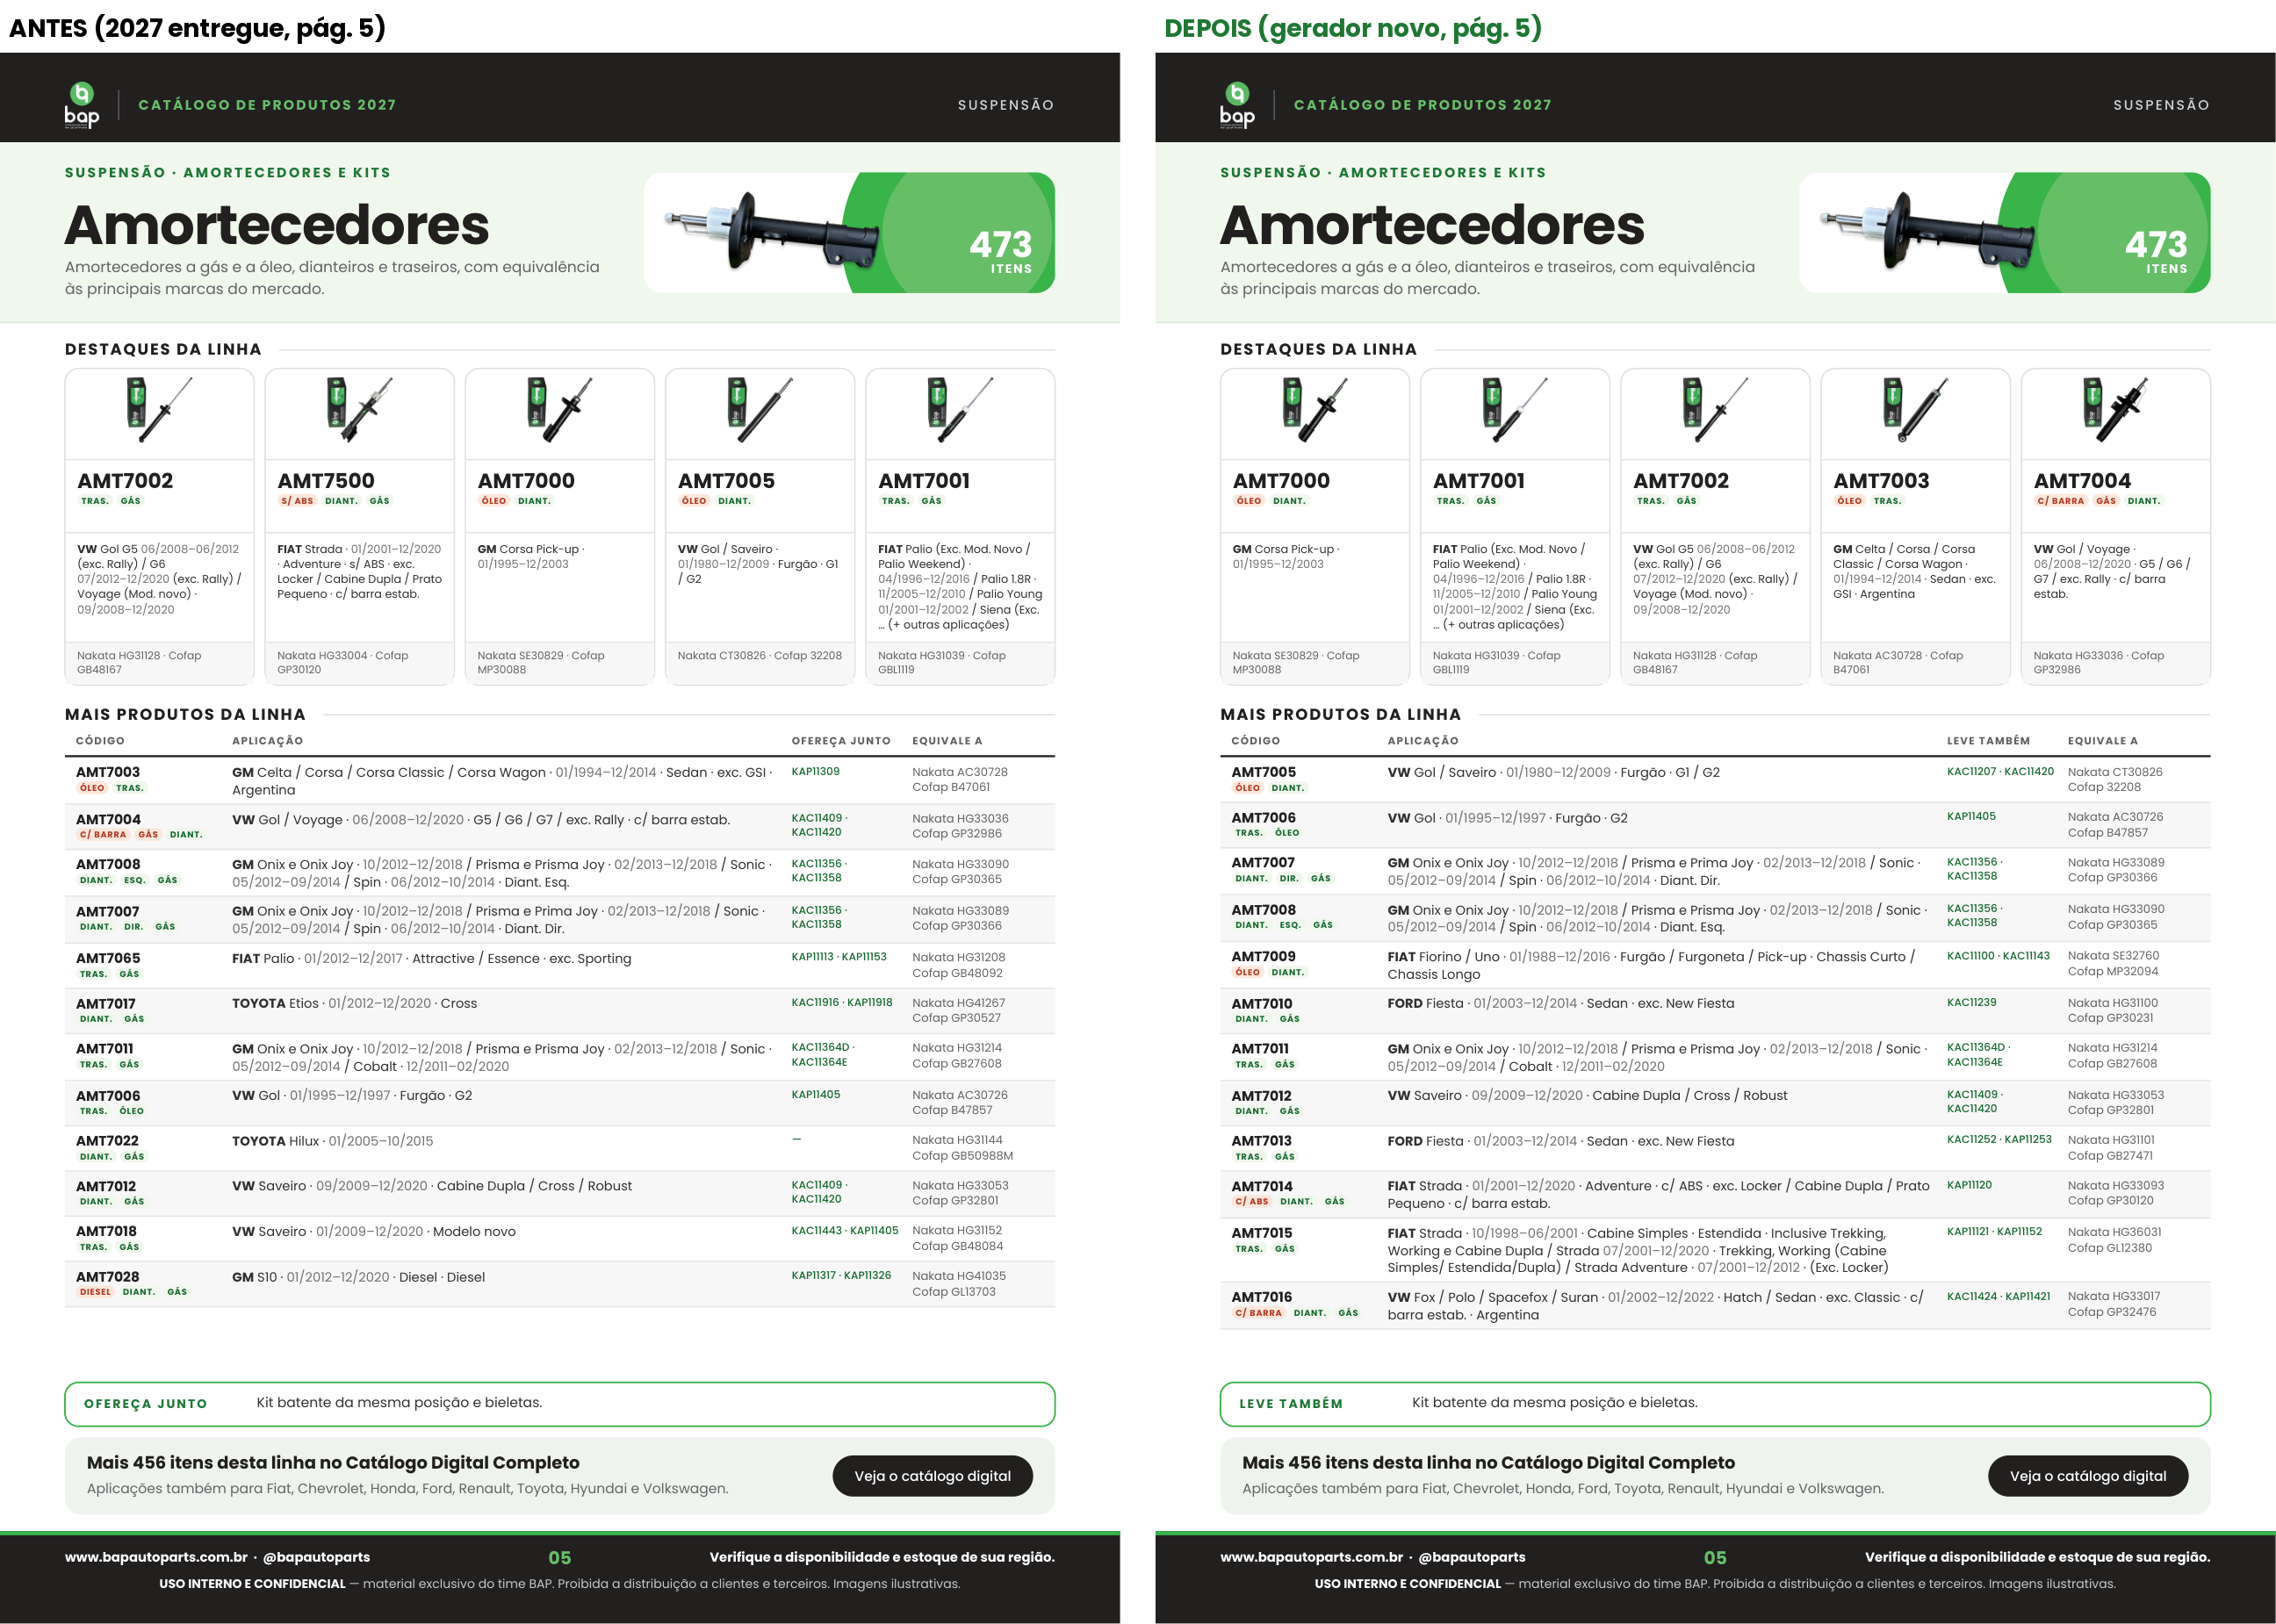 ANTES (2027 entregue, pág. 5)
bap
CATÁLOGO DE PRODUTOS 2027
SUSPENSÃO
SUSPENSÃO · AMORTECEDORES E KITS
Amortecedores
Amortecedores a gás e a óleo, dianteiros e traseiros, com equivalência
às principais marcas do mercado.
473
ITENS
DESTAQUES DA LINHA
AMT7002
TRAS. GÁS
VW Gol G5 06/2008–06/2012
(exc. Rally) / G6
07/2012–12/2020 (exc. Rally) /
Voyage (Mod. novo) ·
09/2008–12/2020
Nakata HG31128 · Cofap
GB48167
AMT7500
S/ ABS DIANT. GÁS
FIAT Strada · 01/2001–12/2020
· Adventure · s/ ABS · exc.
Locker / Cabine Dupla / Prato
Pequeno · c/ barra estab.
Nakata HG33004 · Cofap
GP30120
AMT7000
ÓLEO DIANT.
GM Corsa Pick-up ·
01/1995–12/2003
Nakata SE30829 · Cofap
MP30088
AMT7005
ÓLEO DIANT.
VW Gol / Saveiro ·
01/1980–12/2009 · Furgão · G1
/ G2
Nakata CT30826 · Cofap 32208
AMT7001
TRAS. GÁS
FIAT Palio (Exc. Mod. Novo /
Palio Weekend) ·
04/1996–12/2016 / Palio 1.8R ·
11/2005–12/2010 / Palio Young
01/2001–12/2002 / Siena (Exc.
… (+ outras aplicações)
Nakata HG31039 · Cofap
GBL1119
MAIS PRODUTOS DA LINHA
CÓDIGO APLICAÇÃO OFEREÇA JUNTO EQUIVALE A
AMT7003 GM Celta / Corsa / Corsa Classic / Corsa Wagon · 01/1994–12/2014 · Sedan · exc. GSI · KAP11309 Nakata AC30728
ÓLEO TRAS. Argentina Cofap B47061
AMT7004 VW Gol / Voyage · 06/2008–12/2020 · G5 / G6 / G7 / exc. Rally · c/ barra estab. KAC11409 · Nakata HG33036
C/ BARRA GÁS DIANT. KAC11420 Cofap GP32986
AMT7008 GM Onix e Onix Joy · 10/2012–12/2018 / Prisma e Prisma Joy · 02/2013–12/2018 / Sonic · KAC11356 · Nakata HG33090
DIANT. ESQ. GÁS 05/2012–09/2014 / Spin · 06/2012–10/2014 · Diant. Esq. KAC11358 Cofap GP30365
AMT7007 GM Onix e Onix Joy · 10/2012–12/2018 / Prisma e Prima Joy · 02/2013–12/2018 / Sonic · KAC11356 · Nakata HG33089
DIANT. DIR. GÁS 05/2012–09/2014 / Spin · 06/2012–10/2014 · Diant. Dir. KAC11358 Cofap GP30366
AMT7065 FIAT Palio · 01/2012–12/2017 · Attractive / Essence · exc. Sporting KAP11113 · KAP11153 Nakata HG31208
TRAS. GÁS Cofap GB48092
AMT7017 TOYOTA Etios · 01/2012–12/2020 · Cross KAC11916 · KAP11918 Nakata HG41267
DIANT. GÁS Cofap GP30527
AMT7011 GM Onix e Onix Joy · 10/2012–12/2018 / Prisma e Prisma Joy · 02/2013–12/2018 / Sonic · KAC11364D · Nakata HG31214
TRAS. GÁS 05/2012–09/2014 / Cobalt · 12/2011–02/2020 KAC11364E Cofap GB27608
AMT7006 VW Gol · 01/1995–12/1997 · Furgão · G2 KAP11405 Nakata AC30726
TRAS. ÓLEO Cofap B47857
AMT7022 TOYOTA Hilux · 01/2005–10/2015 — Nakata HG31144
DIANT. GÁS Cofap GB50988M
AMT7012 VW Saveiro · 09/2009–12/2020 · Cabine Dupla / Cross / Robust KAC11409 · Nakata HG33053
DIANT. GÁS KAC11420 Cofap GP32801
AMT7018 VW Saveiro · 01/2009–12/2020 · Modelo novo KAC11443 · KAP11405 Nakata HG31152
TRAS. GÁS Cofap GB48084
AMT7028 GM S10 · 01/2012–12/2020 · Diesel · Diesel KAP11317 · KAP11326 Nakata HG41035
DIESEL DIANT. GÁS Cofap GL13703
OFEREÇA JUNTO Kit batente da mesma posição e bieletas.
Mais 456 itens desta linha no Catálogo Digital Completo
Aplicações também para Fiat, Chevrolet, Honda, Ford, Renault, Toyota, Hyundai e Volkswagen.
Veja o catálogo digital
www.bapautoparts.com.br · @bapautoparts 05 Verifique a disponibilidade e estoque de sua região.
USO INTERNO E CONFIDENCIAL — material exclusivo do time BAP. Proibida a distribuição a clientes e terceiros. Imagens ilustrativas.
DEPOIS (gerador novo, pág. 5)
bap
CATÁLOGO DE PRODUTOS 2027
SUSPENSÃO
SUSPENSÃO · AMORTECEDORES E KITS
Amortecedores
Amortecedores a gás e a óleo, dianteiros e traseiros, com equivalência
às principais marcas do mercado.
473
ITENS
DESTAQUES DA LINHA
AMT7000
ÓLEO DIANT.
GM Corsa Pick-up ·
01/1995–12/2003
Nakata SE30829 · Cofap
MP30088
AMT7001
TRAS. GÁS
FIAT Palio (Exc. Mod. Novo /
Palio Weekend) ·
04/1996–12/2016 / Palio 1.8R ·
11/2005–12/2010 / Palio Young
01/2001–12/2002 / Siena (Exc.
… (+ outras aplicações)
Nakata HG31039 · Cofap
GBL1119
AMT7002
TRAS. GÁS
VW Gol G5 06/2008–06/2012
(exc. Rally) / G6
07/2012–12/2020 (exc. Rally) /
Voyage (Mod. novo) ·
09/2008–12/2020
Nakata HG31128 · Cofap
GB48167
AMT7003
ÓLEO TRAS.
GM Celta / Corsa / Corsa
Classic / Corsa Wagon ·
01/1994–12/2014 · Sedan · exc.
GSI · Argentina
Nakata AC30728 · Cofap
B47061
AMT7004
C/ BARRA GÁS DIANT.
VW Gol / Voyage ·
06/2008–12/2020 · G5 / G6 /
G7 / exc. Rally · c/ barra
estab.
Nakata HG33036 · Cofap
GP32986
MAIS PRODUTOS DA LINHA
CÓDIGO APLICAÇÃO LEVE TAMBÉM EQUIVALE A
AMT7005 VW Gol / Saveiro · 01/1980–12/2009 · Furgão · G1 / G2 KAC11207 · KAC11420 Nakata CT30826
ÓLEO DIANT. Cofap 32208
AMT7006 VW Gol · 01/1995–12/1997 · Furgão · G2 KAP11405 Nakata AC30726
TRAS. ÓLEO Cofap B47857
AMT7007 GM Onix e Onix Joy · 10/2012–12/2018 / Prisma e Prima Joy · 02/2013–12/2018 / Sonic · KAC11356 · Nakata HG33089
DIANT. DIR. GÁS 05/2012–09/2014 / Spin · 06/2012–10/2014 · Diant. Dir. KAC11358 Cofap GP30366
AMT7008 GM Onix e Onix Joy · 10/2012–12/2018 / Prisma e Prisma Joy · 02/2013–12/2018 / Sonic · KAC11356 · Nakata HG33090
DIANT. ESQ. GÁS 05/2012–09/2014 / Spin · 06/2012–10/2014 · Diant. Esq. KAC11358 Cofap GP30365
AMT7009 FIAT Fiorino / Uno · 01/1988–12/2016 · Furgão / Furgoneta / Pick-up · Chassis Curto / KAC11100 · KAC11143 Nakata SE32760
ÓLEO DIANT. Chassis Longo Cofap MP32094
AMT7010 FORD Fiesta · 01/2003–12/2014 · Sedan · exc. New Fiesta KAC11239 Nakata HG31100
DIANT. GÁS Cofap GP30231
AMT7011 GM Onix e Onix Joy · 10/2012–12/2018 / Prisma e Prisma Joy · 02/2013–12/2018 / Sonic · KAC11364D · Nakata HG31214
TRAS. GÁS 05/2012–09/2014 / Cobalt · 12/2011–02/2020 KAC11364E Cofap GB27608
AMT7012 VW Saveiro · 09/2009–12/2020 · Cabine Dupla / Cross / Robust KAC11409 · Nakata HG33053
DIANT. GÁS KAC11420 Cofap GP32801
AMT7013 FORD Fiesta · 01/2003–12/2014 · Sedan · exc. New Fiesta KAC11252 · KAP11253 Nakata HG31101
TRAS. GÁS Cofap GB27471
AMT7014 FIAT Strada · 01/2001–12/2020 · Adventure · c/ ABS · exc. Locker / Cabine Dupla / Prato KAP11120 Nakata HG33093
C/ ABS DIANT. GÁS Pequeno · c/ barra estab. Cofap GP30120
AMT7015 FIAT Strada · 10/1998–06/2001 · Cabine Simples · Estendida · Inclusive Trekking, KAP11121 · KAP11152 Nakata HG36031
TRAS. GÁS Working e Cabine Dupla / Strada 07/2001–12/2020 · Trekking, Working (Cabine Cofap GL12380
Simples/ Estendida/Dupla) / Strada Adventure · 07/2001–12/2012 · (Exc. Locker)
AMT7016 VW Fox / Polo / Spacefox / Suran · 01/2002–12/2022 · Hatch / Sedan · exc. Classic · c/ KAC11424 · KAP11421 Nakata HG33017
C/ BARRA DIANT. GÁS barra estab. · Argentina Cofap GP32476
LEVE TAMBÉM Kit batente da mesma posição e bieletas.
Mais 456 itens desta linha no Catálogo Digital Completo
Aplicações também para Fiat, Chevrolet, Honda, Ford, Toyota, Renault, Hyundai e Volkswagen.
Veja o catálogo digital
www.bapautoparts.com.br · @bapautoparts 05 Verifique a disponibilidade e estoque de sua região.
USO INTERNO E CONFIDENCIAL — material exclusivo do time BAP. Proibida a distribuição a clientes e terceiros. Imagens ilustrativas.